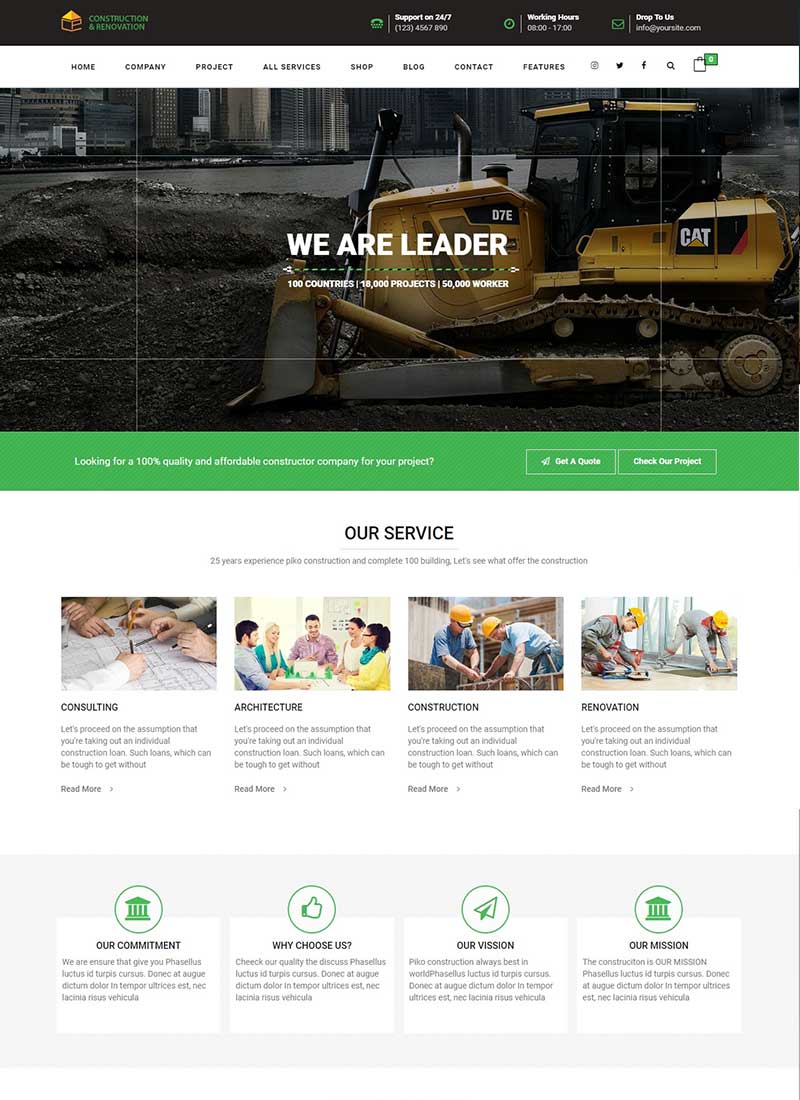 CONSTRUCTION
& RENOVATION
Support on 24/7
(123) 4567 890
Working Hours
08:00 - 17:00
Drop To Us
info@yoursite.com
HOME COMPANY PROJECT ALL SERVICES SHOP BLOG CONTACT FEATURES 0
D7E
CAT
WE ARE LEADER
100 COUNTRIES | 18,000 PROJECTS | 50,000 WORKER
Looking for a 100% quality and affordable constructor company for your project?
Get A Quote
Check Our Project
OUR SERVICE
25 years experience piko construction and complete 100 building, Let's see what offer the construction
CONSULTING
Let's proceed on the assumption that
you're taking out an individual
construction loan. Such loans, which can
be tough to get without
Read More
ARCHITECTURE
Let's proceed on the assumption that
you're taking out an individual
construction loan. Such loans, which can
be tough to get without
Read More
CONSTRUCTION
Let's proceed on the assumption that
you're taking out an individual
construction loan. Such loans, which can
be tough to get without
Read More
RENOVATION
Let's proceed on the assumption that
you're taking out an individual
construction loan. Such loans, which can
be tough to get without
Read More
OUR COMMITMENT
We are ensure that give you Phasellus
luctus id turpis cursus. Donec at augue
dictum dolor In tempor ultrices est, nec
lacinia risus vehicula
WHY CHOOSE US?
Cheeck our quality the discuss Phasellus
luctus id turpis cursus. Donec at augue
dictum dolor In tempor ultrices est, nec
lacinia risus vehicula
OUR VISSION
Piko construction always best in
worldPhasellus luctus id turpis cursus.
Donec at augue dictum dolor In tempor
ultrices est, nec lacinia risus vehicula
OUR MISSION
The construciton is OUR MISSION
Phasellus luctus id turpis cursus. Donec
at augue dictum dolor In tempor ultrices
est, nec lacinia risus vehicula